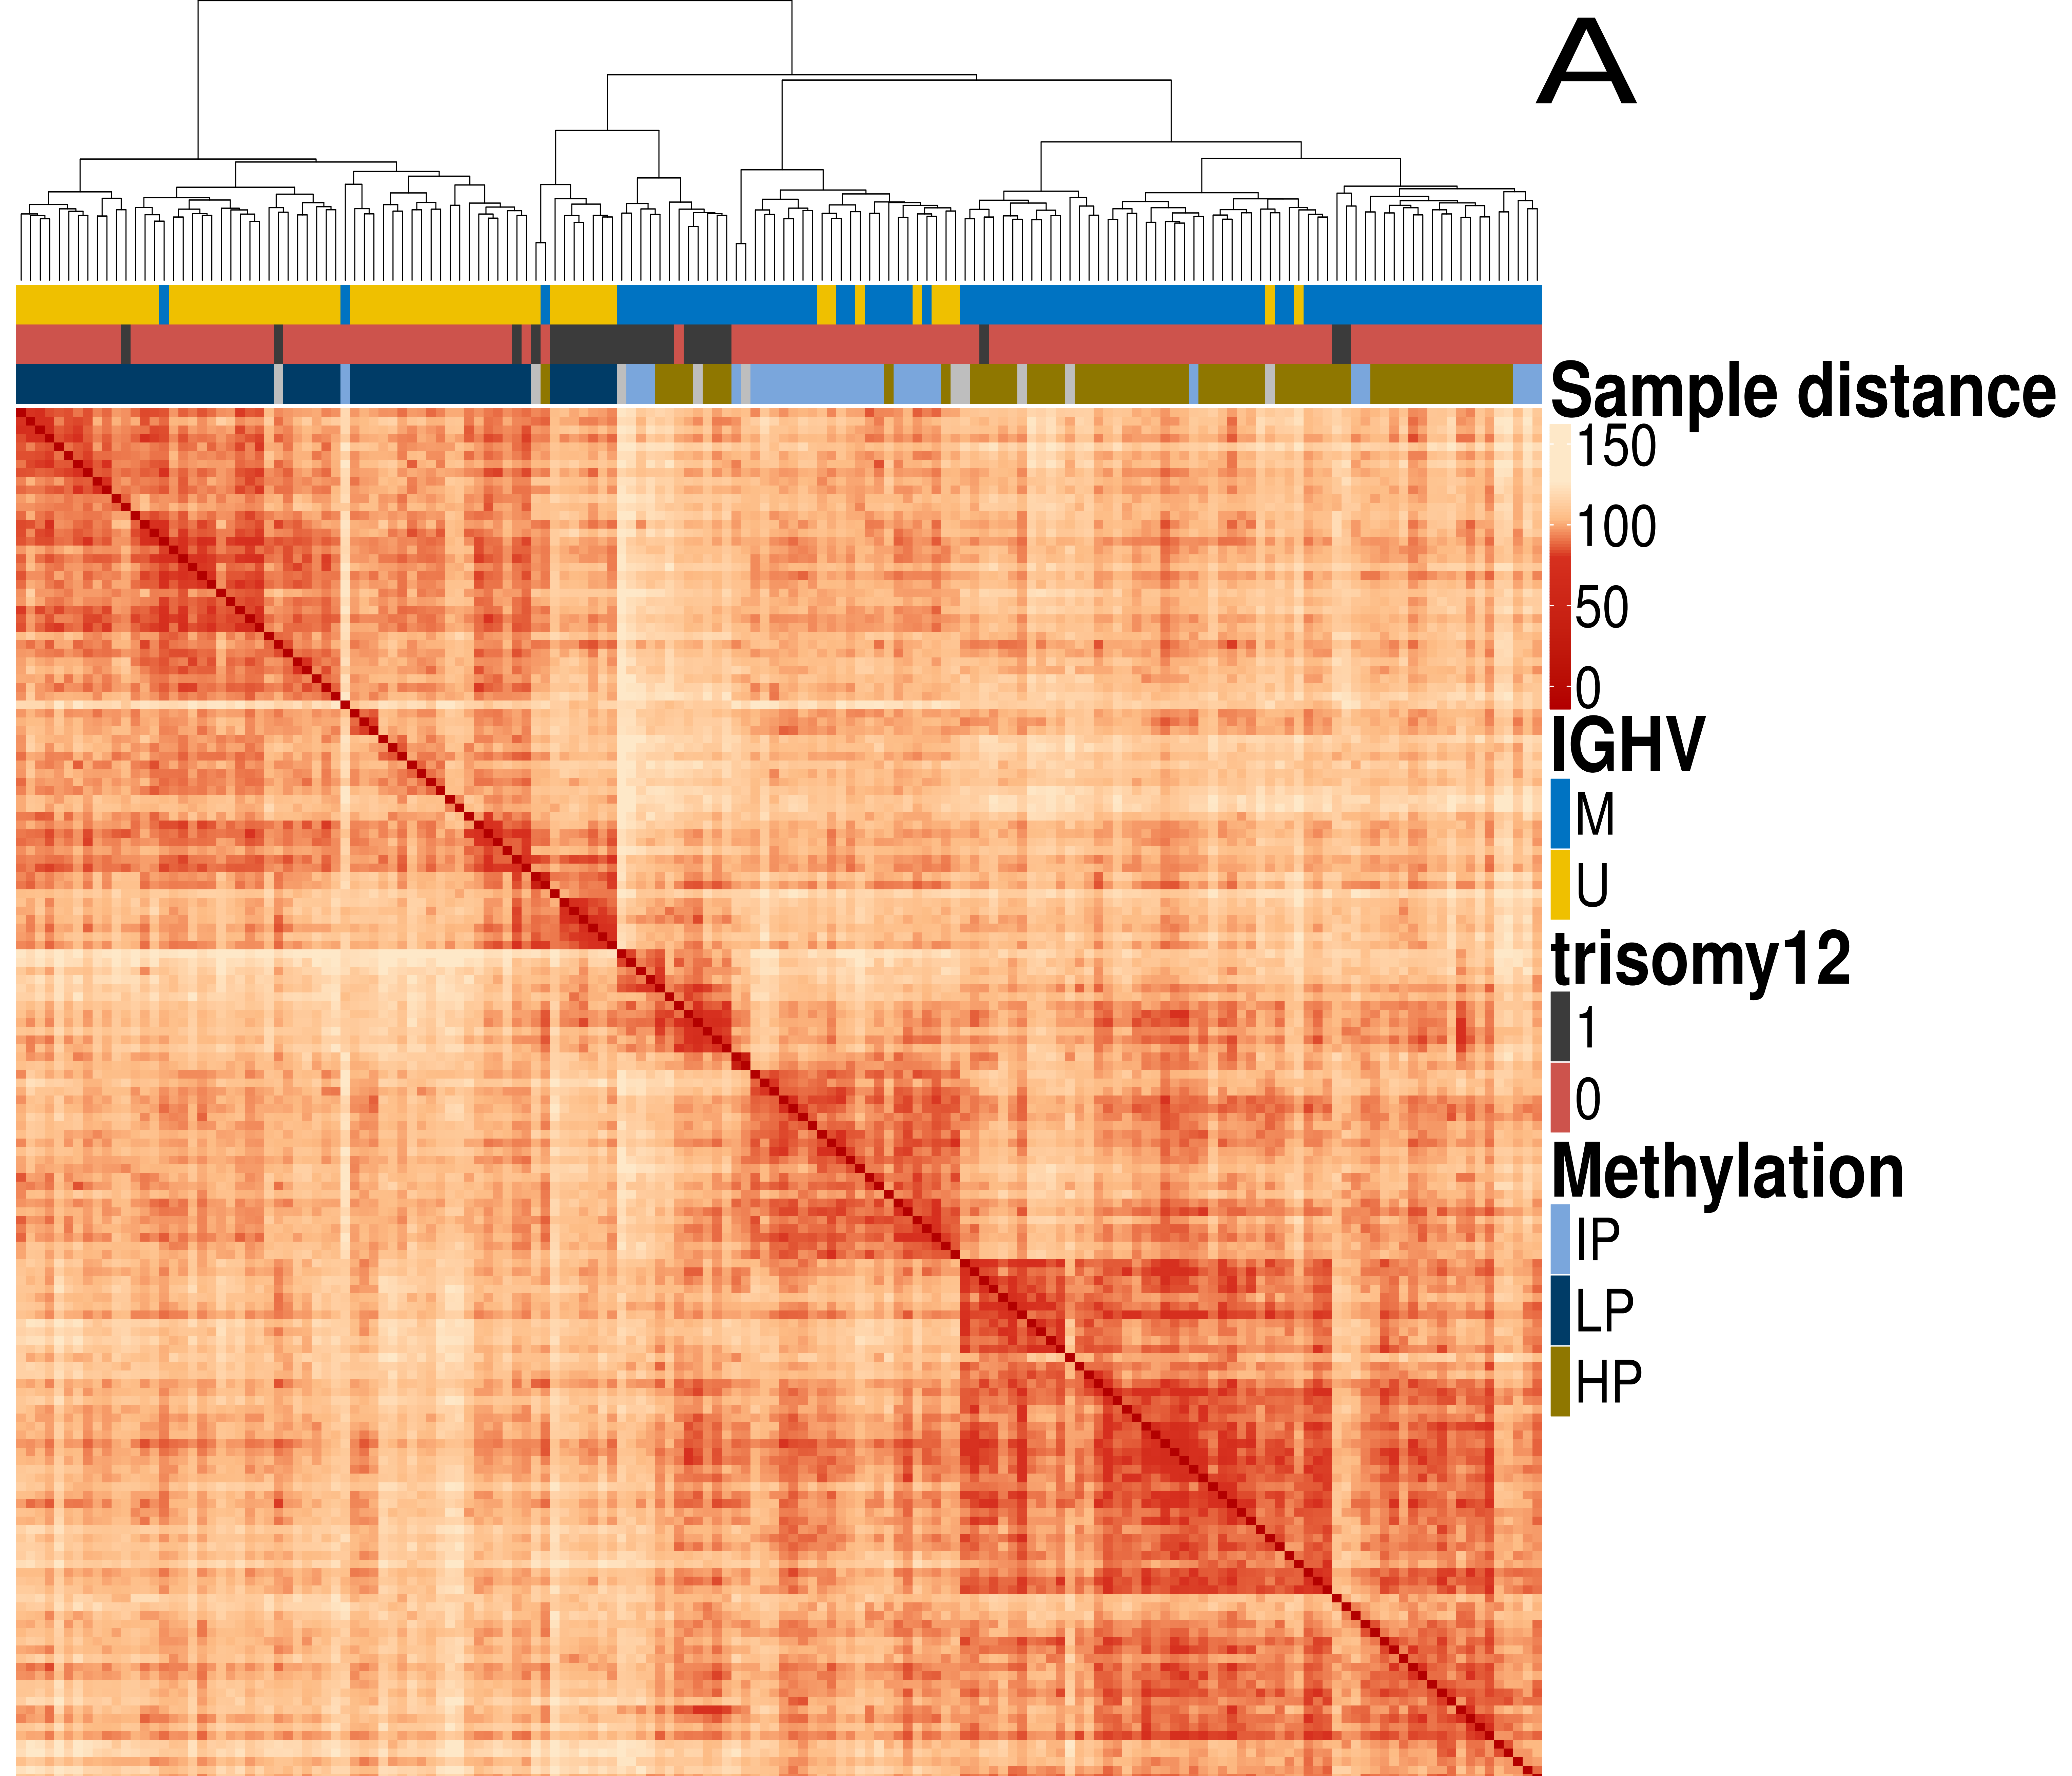 A
Sample distance
150
100
50
0
IGHV
M
U
trisomy12
1
0
Methylation
IP
LP
HP